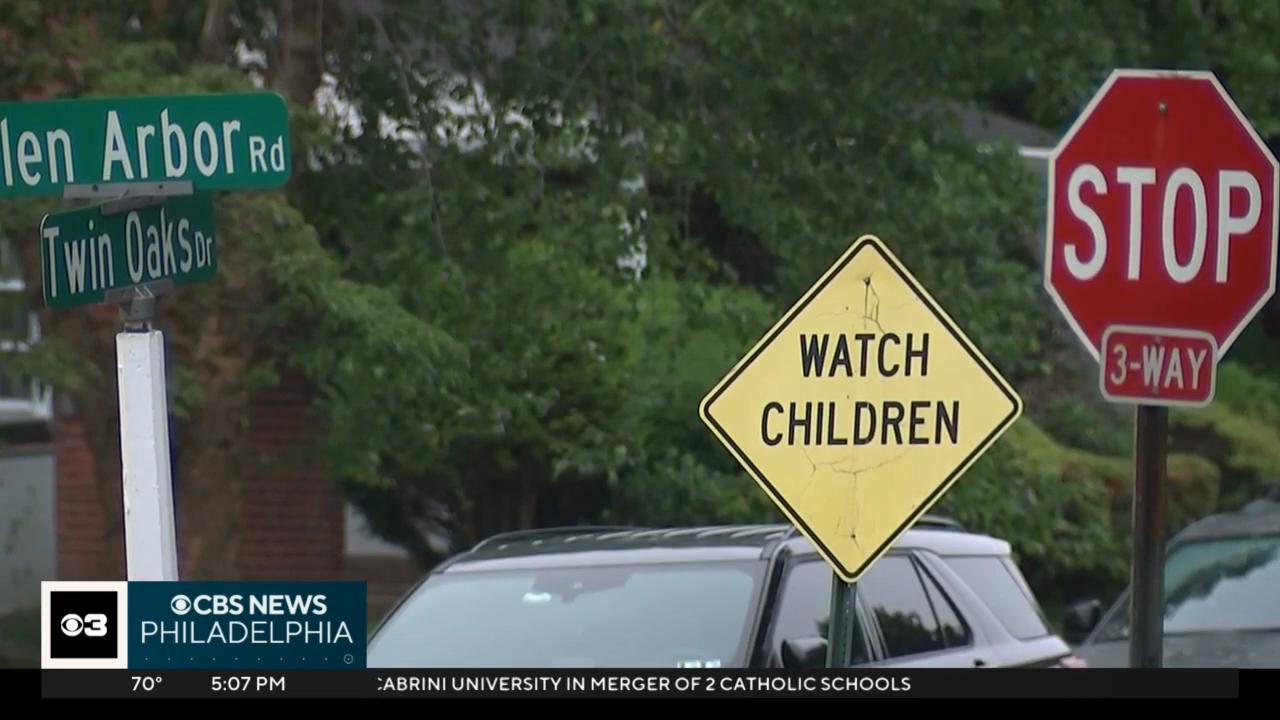 len Arbor Rd
Twin Oaks Dr
WATCH
CHILDREN
STOP
3-WAY
3
CBS NEWS
PHILADELPHIA
70° 5:07 PM CABRINI UNIVERSITY IN MERGER OF 2 CATHOLIC SCHOOLS